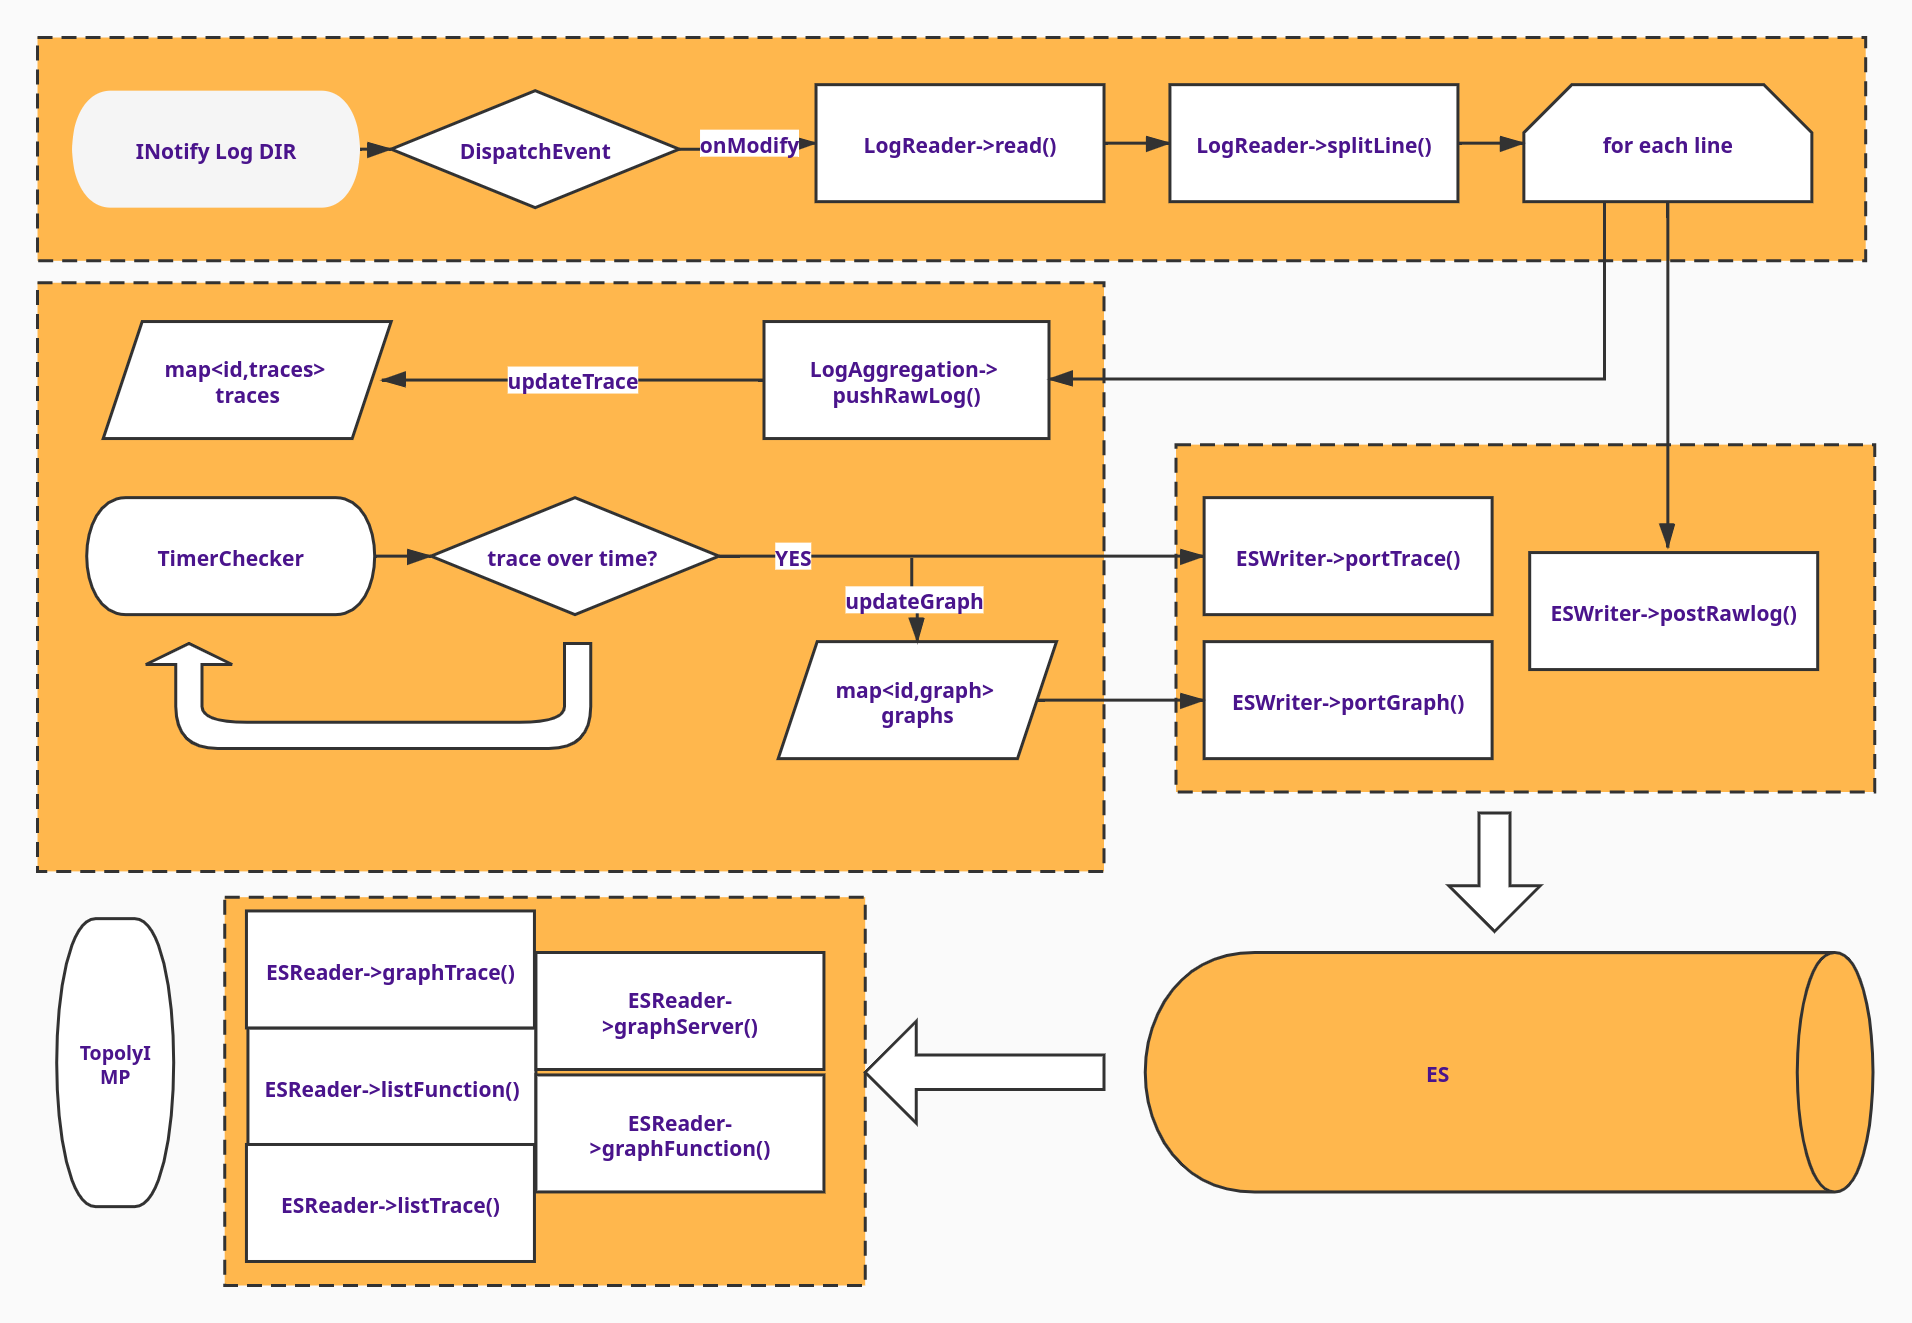 INotify Log DIR
DispatchEvent
onModify
LogReader->read()
LogReader->splitLine()
for each line
map<id,traces>
traces
updateTrace
LogAggregation->
pushRawLog()
TimerChecker
trace over time?
YES
updateGraph
map<id,graph>
graphs
ESWriter->portTrace()
ESWriter->postRawlog()
ESWriter->portGraph()
TopolyI
MP
ESReader->graphTrace()
ESReader->listFunction()
ESReader->listTrace()
ESReader-
>graphServer()
ESReader-
>graphFunction()
ES